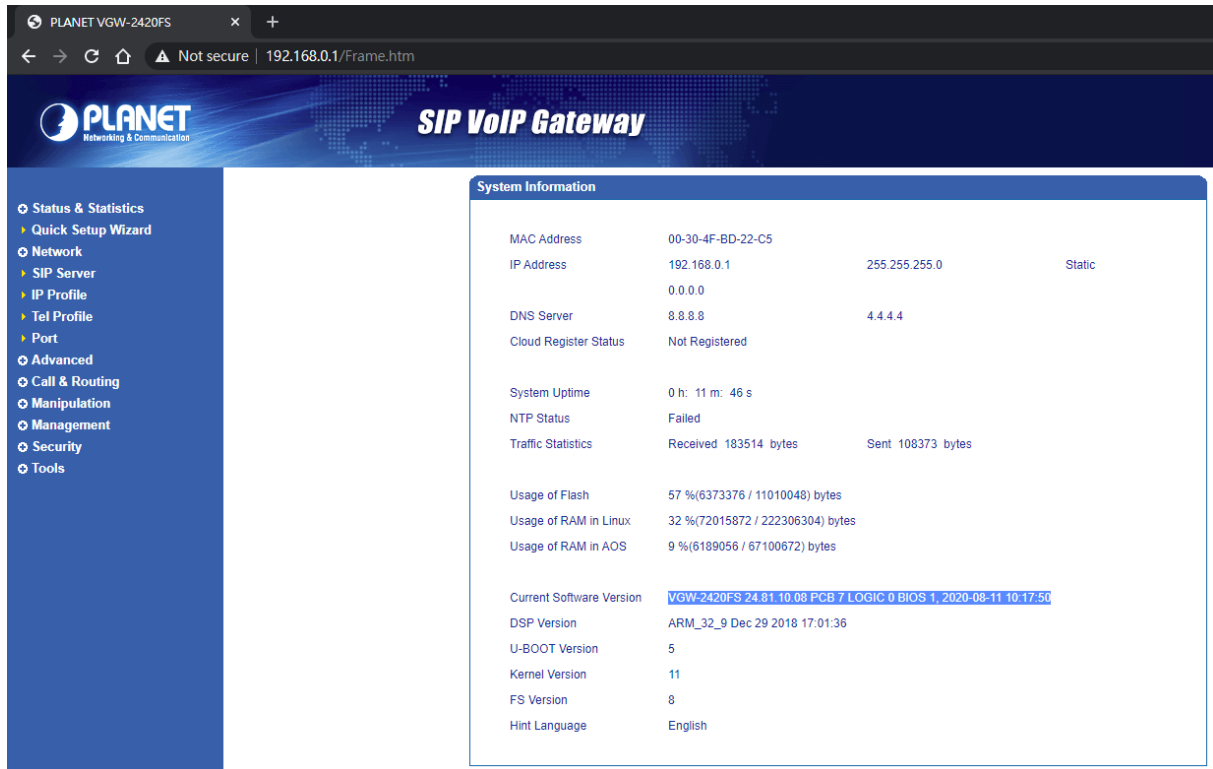 PLANET VGW-2420FS
Not secure 192.168.0.1/Frame.htm
PLANET
Networking & Communication
SIP VoIP Gateway
Status & Statistics
Quick Setup Wizard
Network
SIP Server
IP Profile
Tel Profile
Port
Advanced
Call & Routing
Manipulation
Management
Security
Tools
System Information
MAC Address 00-30-4F-BD-22-C5
IP Address 192.168.0.1 255.255.255.0 Static
0.0.0.0
DNS Server 8.8.8.8 4.4.4.4
Cloud Register Status Not Registered
System Uptime 0 h: 11 m: 46 s
NTP Status Failed
Traffic Statistics Received 183514 bytes Sent 108373 bytes
Usage of Flash 57 %(6373376 / 11010048) bytes
Usage of RAM in Linux 32 %(72015872 / 222306304) bytes
Usage of RAM in AOS 9 %(6189056 / 67100672) bytes
Current Software Version VGW-2420FS 24.81.10.08 PCB 7 LOGIC 0 BIOS 1, 2020-08-11 10:17:50
DSP Version ARM_32_9 Dec 29 2018 17:01:36
U-BOOT Version 5
Kernel Version 11
FS Version 8
Hint Language English